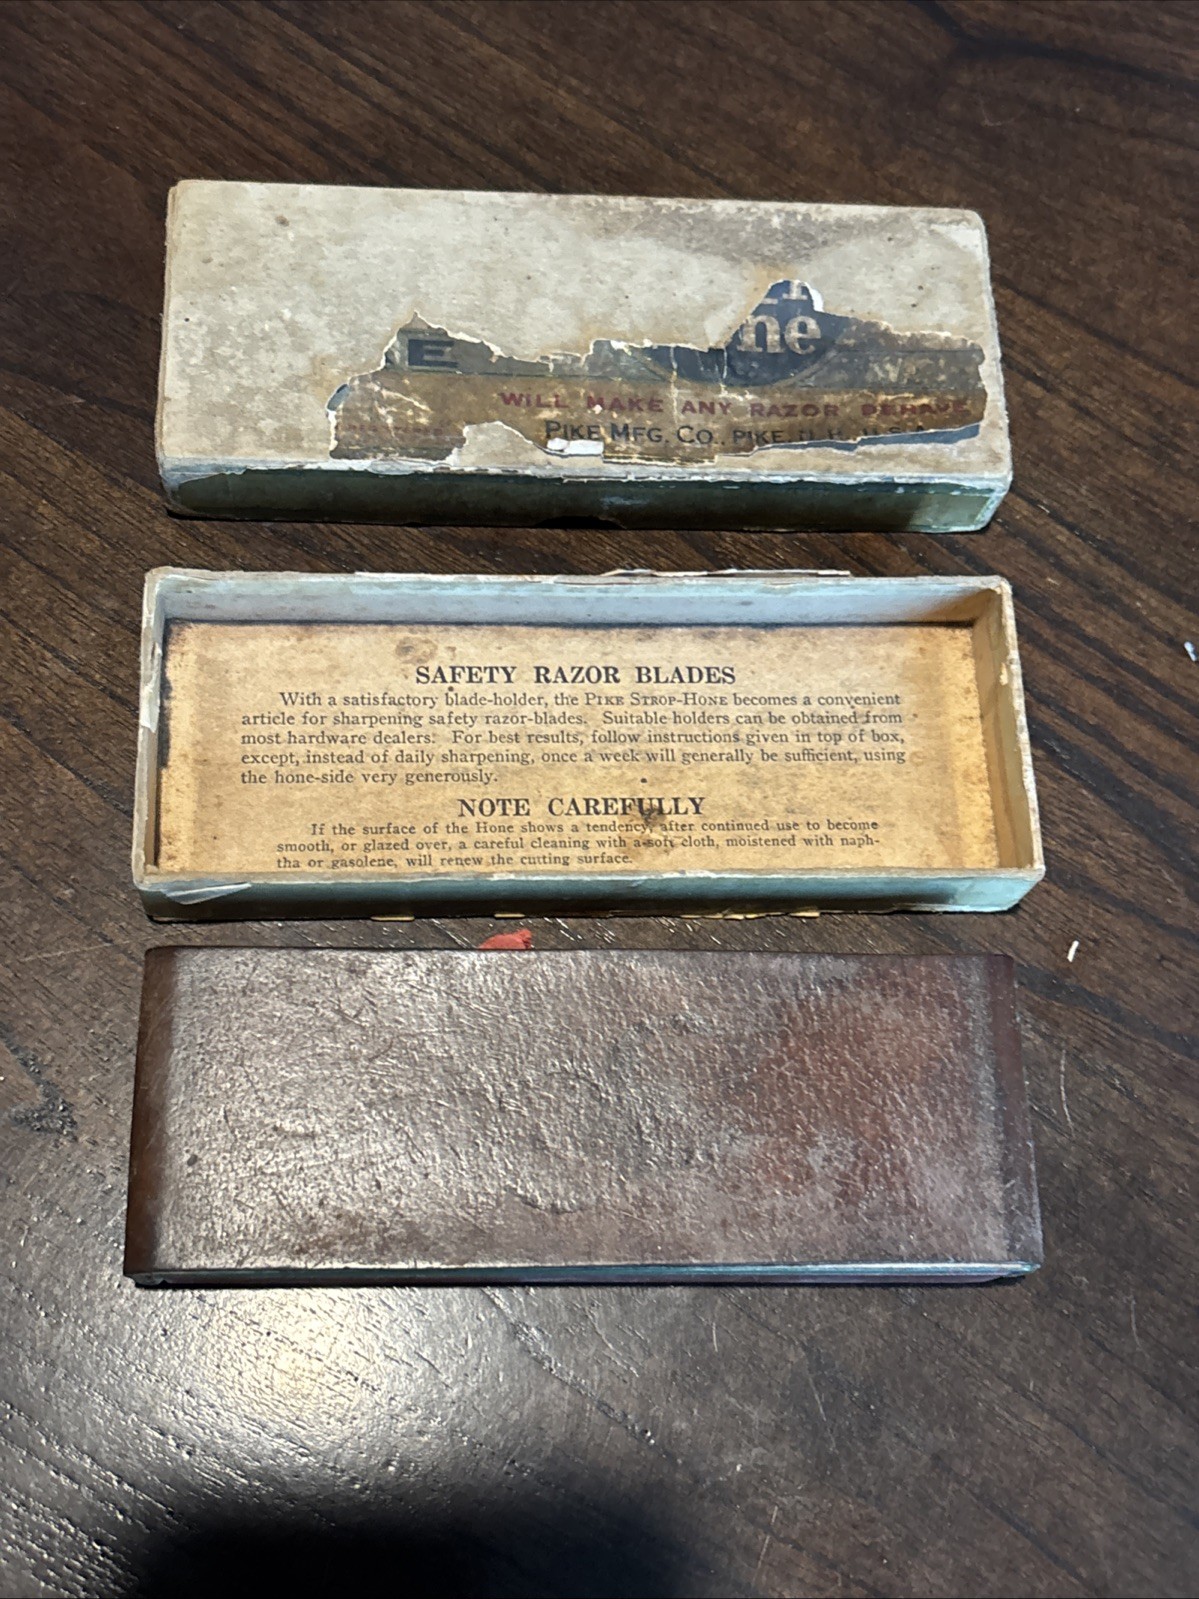 E
ne
WILL MAKE ANY RAZOR BEHAVE
PIKE MFG. CO., PIKE, N. H., U.S.A.
SAFETY RAZOR BLADES
With a satisfactory blade-holder, the PIKE STROP-HONE becomes a convenient
article for sharpening safety razor-blades. Suitable holders can be obtained from
most hardware dealers. For best results, follow instructions given in top of box,
except, instead of daily sharpening, once a week will generally be sufficient, using
the hone-side very generously.
NOTE CAREFULLY
If the surface of the Hone shows a tendency, after continued use to become
smooth, or glazed over, a careful cleaning with a soft cloth, moistened with naph-
tha or gasolene, will renew the cutting surface.